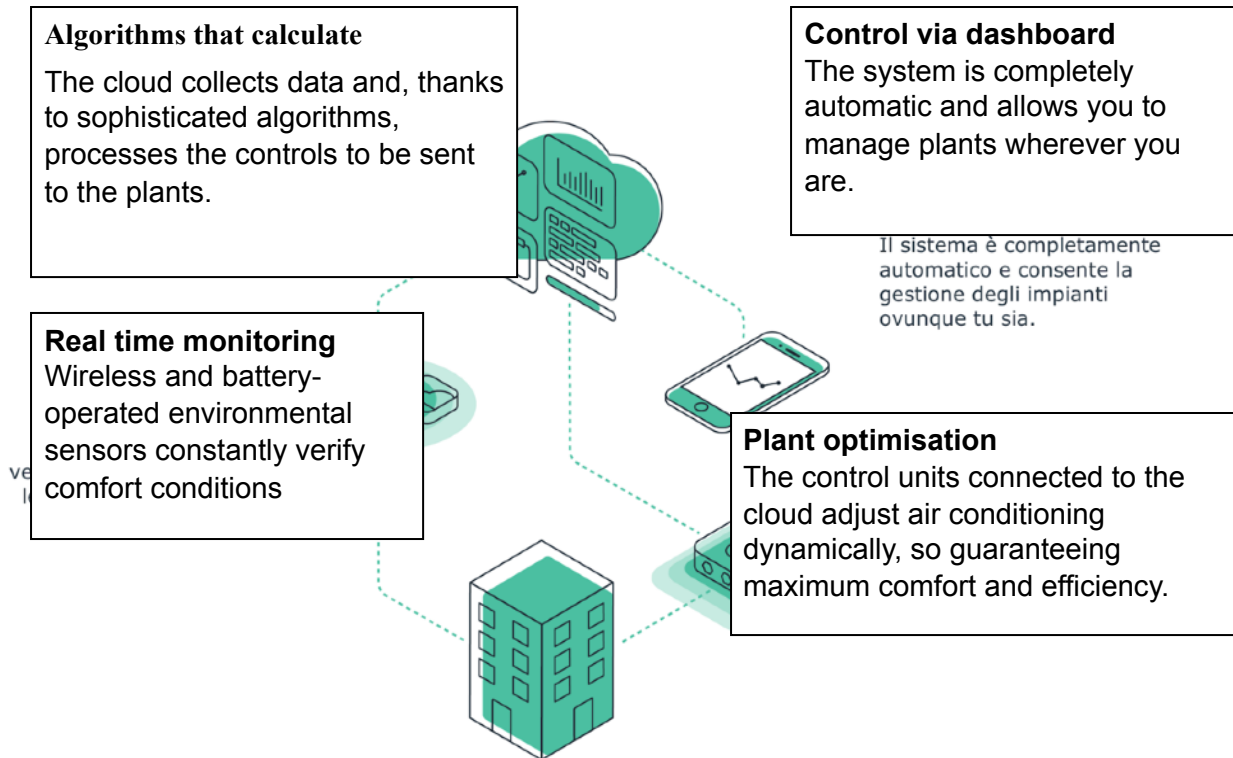 Algorithms that calculate
The cloud collects data and, thanks
to sophisticated algorithms,
processes the controls to be sent
to the plants.
Control via dashboard
The system is completely
automatic and allows you to
manage plants wherever you
are.
Il sistema è completamente
automatico e consente la
gestione degli impianti
ovunque tu sia.
Real time monitoring
Wireless and battery-
operated environmental
sensors constantly verify
comfort conditions
Plant optimisation
The control units connected to the
cloud adjust air conditioning
dynamically, so guaranteeing
maximum comfort and efficiency.